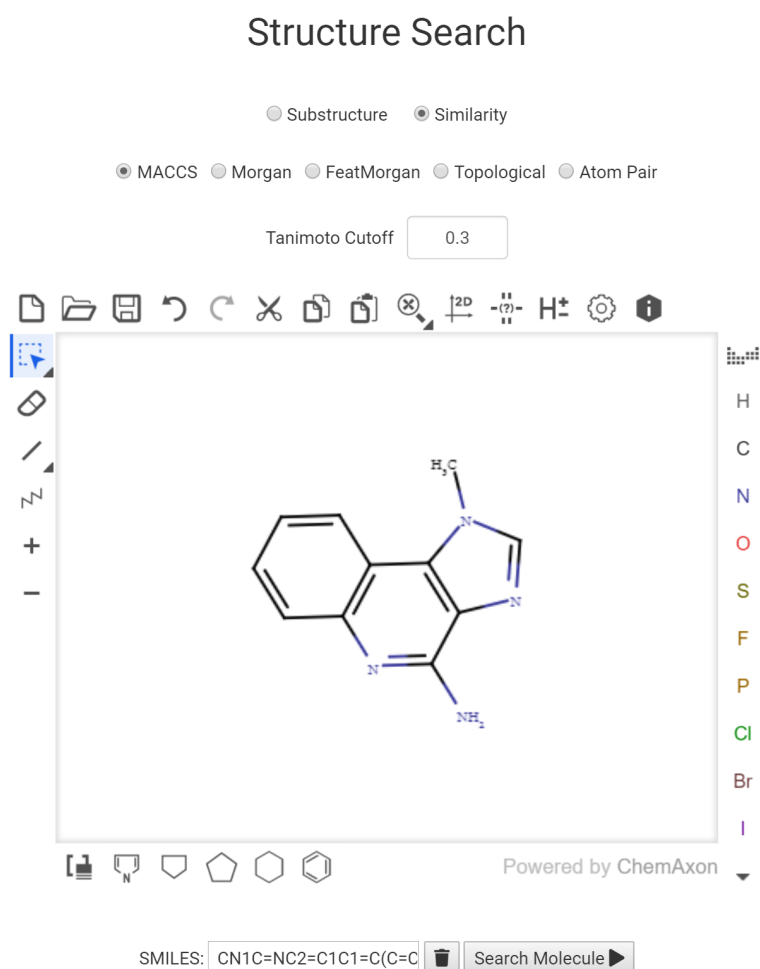 Structure Search
Substructure Similarity
MACCS Morgan FeatMorgan Topological Atom Pair
Tanimoto Cutoff 0.3
2D (?) H±
H
C
N
O
S
F
P
Cl
Br
I
H₃C
N
N
N
NH₂
N
Powered by ChemAxon
SMILES: CN1C=NC2=C1C1=C(C=C Search Molecule